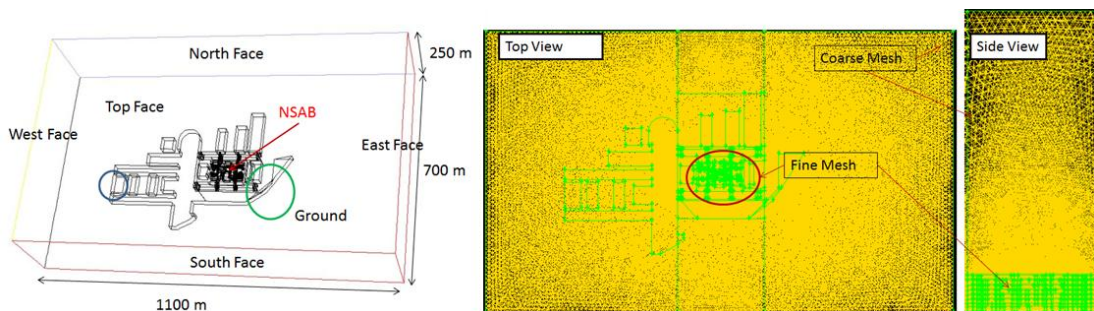 North Face
250 m
Top Face
NSAB
West Face
East Face
700 m
Ground
South Face
1100 m
Top View
Coarse Mesh
Fine Mesh
Side View